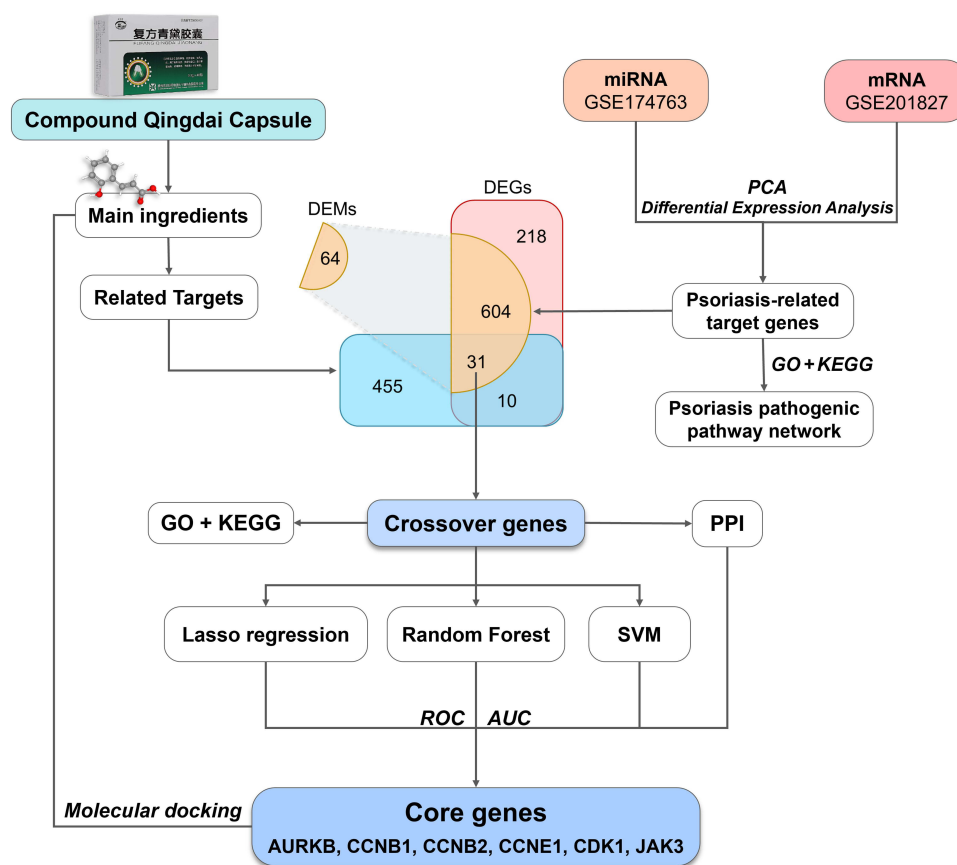 复方青黛胶囊
FUFANG QINGDAI JIAONANG
Compound Qingdai Capsule
miRNA
GSE174763
mRNA
GSE201827
Main ingredients
PCA
Differential Expression Analysis
DEMs
DEGs
64
218
604
31
455
10
Related Targets
Psoriasis-related
target genes
GO + KEGG
Psoriasis pathogenic
pathway network
GO + KEGG
Crossover genes
PPI
Lasso regression
Random Forest
SVM
ROC
AUC
Molecular docking
Core genes
AURKB, CCNB1, CCNB2, CCNE1, CDK1, JAK3